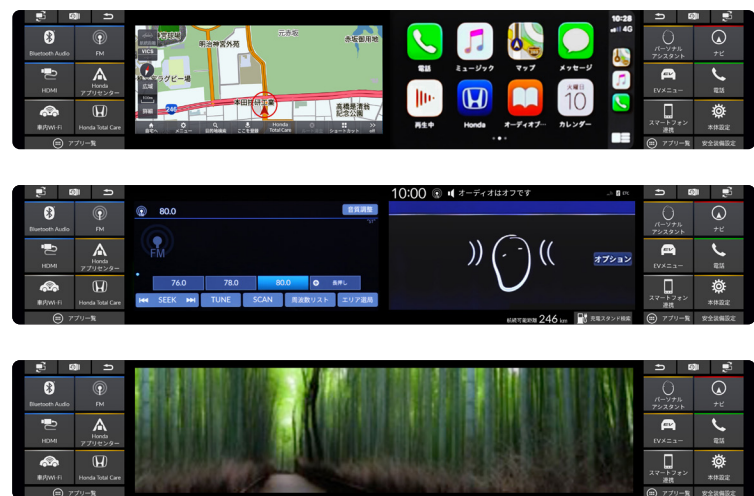 Bluetooth Audio
FM
HDMI
Honda
アプリセンター
車内Wi-Fi
Honda Total Care
アプリ一覧
VICS
広域
100m
詳細
246
明治神宮外苑
元赤坂
赤坂御用地
ラグビー場
本田技研工業
高橋是清翁
記念公園
自宅へ
メニュー
目的地検索
ここを登録
Honda
Total Care
ショートカット
off
電話
ミュージック
マップ
メッセージ
再生中
Honda
オーディオブ…
カレンダー
火曜日
10
10:28
4G
パーソナル
アシスタント
ナビ
EV
EVメニュー
電話
スマートフォン
連携
本体設定
アプリ一覧
安全装備設定
Bluetooth Audio
FM
HDMI
Honda
アプリセンター
車内Wi-Fi
Honda Total Care
アプリ一覧
80.0
音質調整
FM
76.0
78.0
80.0
長押し
SEEK
TUNE
SCAN
周波数リスト
エリア選局
10:00
オーディオはオフです
オプション
航続可能距離 246 km
充電スタンド検索
パーソナル
アシスタント
ナビ
EV
EVメニュー
電話
スマートフォン
連携
本体設定
アプリ一覧
安全装備設定
Bluetooth Audio
FM
HDMI
Honda
アプリセンター
車内Wi-Fi
Honda Total Care
アプリ一覧
パーソナル
アシスタント
ナビ
EV
EVメニュー
電話
スマートフォン
連携
本体設定
アプリ一覧
安全装備設定